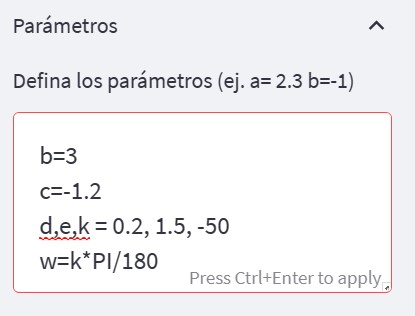 Parámetros
Defina los parámetros (ej. a= 2.3 b=-1)
b=3
c=-1.2
d,e,k = 0.2, 1.5, -50
w=k*PI/180
Press Ctrl+Enter to apply